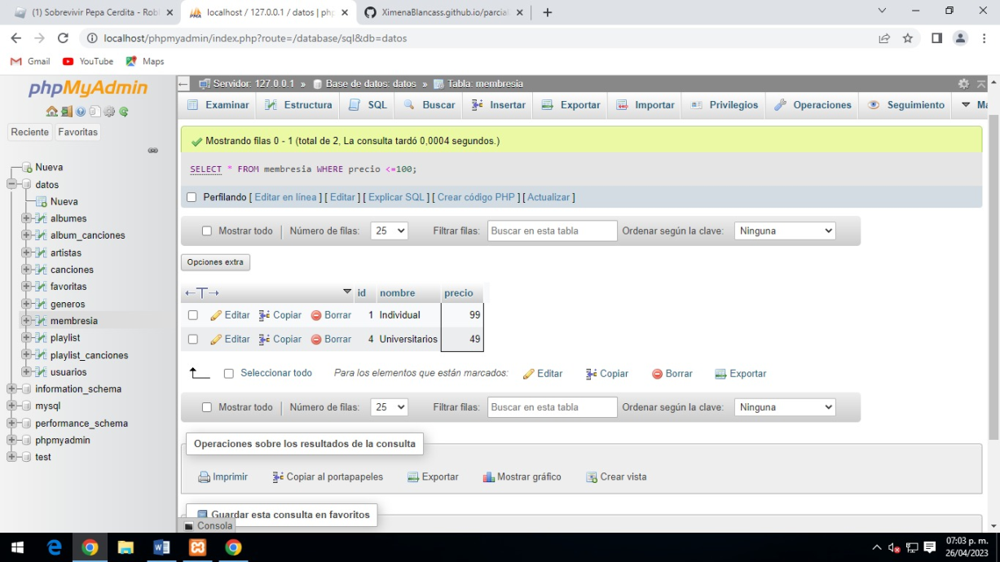 (1) Sobrevivir Pepa Cerdita - Robl
localhost / 127.0.0.1 / datos | php
XimenaBlancass.github.io/parcial
localhost/phpmyadmin/index.php?route=/database/sql&db=datos
Gmail
YouTube
Maps
phpMyAdmin
Reciente
Favoritas
Nueva
datos
Nueva
albumes
album_canciones
artistas
canciones
favoritas
generos
membresia
playlist
playlist_canciones
usuarios
information_schema
mysql
performance_schema
phpmyadmin
test
Servidor: 127.0.0.1 » Base de datos: datos » Tabla: membresia
Examinar Estructura SQL Buscar Insertar Exportar Importar Privilegios Operaciones Seguimiento Má
Mostrando filas 0 - 1 (total de 2, La consulta tardó 0,0004 segundos.)
SELECT * FROM membresia WHERE precio <=100;
Perfilando [ Editar en línea ] [ Editar ] [ Explicar SQL ] [ Crear código PHP ] [ Actualizar ]
Mostrar todo | Número de filas: 25 Filtrar filas: Buscar en esta tabla Ordenar según la clave: Ninguna
Opciones extra
←T→ id nombre precio
Editar Copiar Borrar 1 Individual 99
Editar Copiar Borrar 4 Universitarios 49
Seleccionar todo Para los elementos que están marcados: Editar Copiar Borrar Exportar
Mostrar todo | Número de filas: 25 Filtrar filas: Buscar en esta tabla Ordenar según la clave: Ninguna
Operaciones sobre los resultados de la consulta
Imprimir Copiar al portapapeles Exportar Mostrar gráfico Crear vista
Guardar esta consulta en favoritos
Consola
07:03 p. m.
26/04/2023